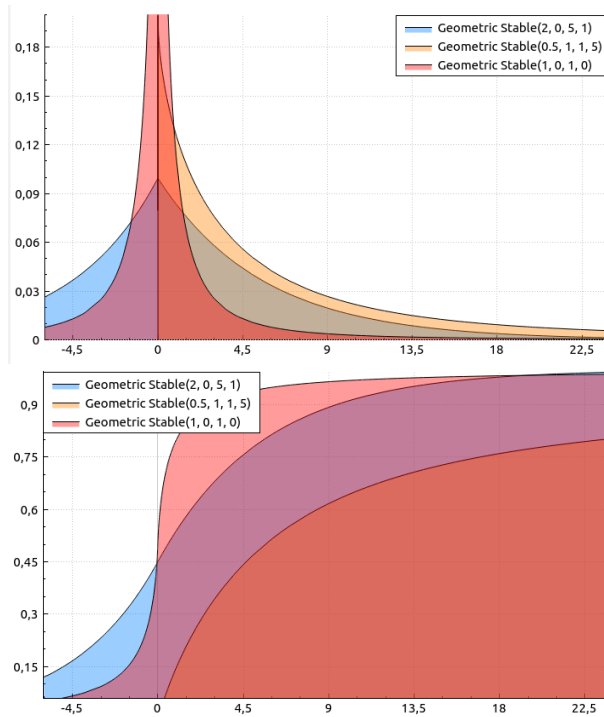 Geometric Stable(2, 0, 5, 1)
Geometric Stable(0.5, 1, 1, 5)
Geometric Stable(1, 0, 1, 0)
0,18
0,15
0,12
0,09
0,06
0,03
0
-4,5 0 4,5 9 13,5 18 22,5
Geometric Stable(2, 0, 5, 1)
Geometric Stable(0.5, 1, 1, 5)
Geometric Stable(1, 0, 1, 0)
0,9
0,75
0,6
0,45
0,3
0,15
-4,5 0 4,5 9 13,5 18 22,5